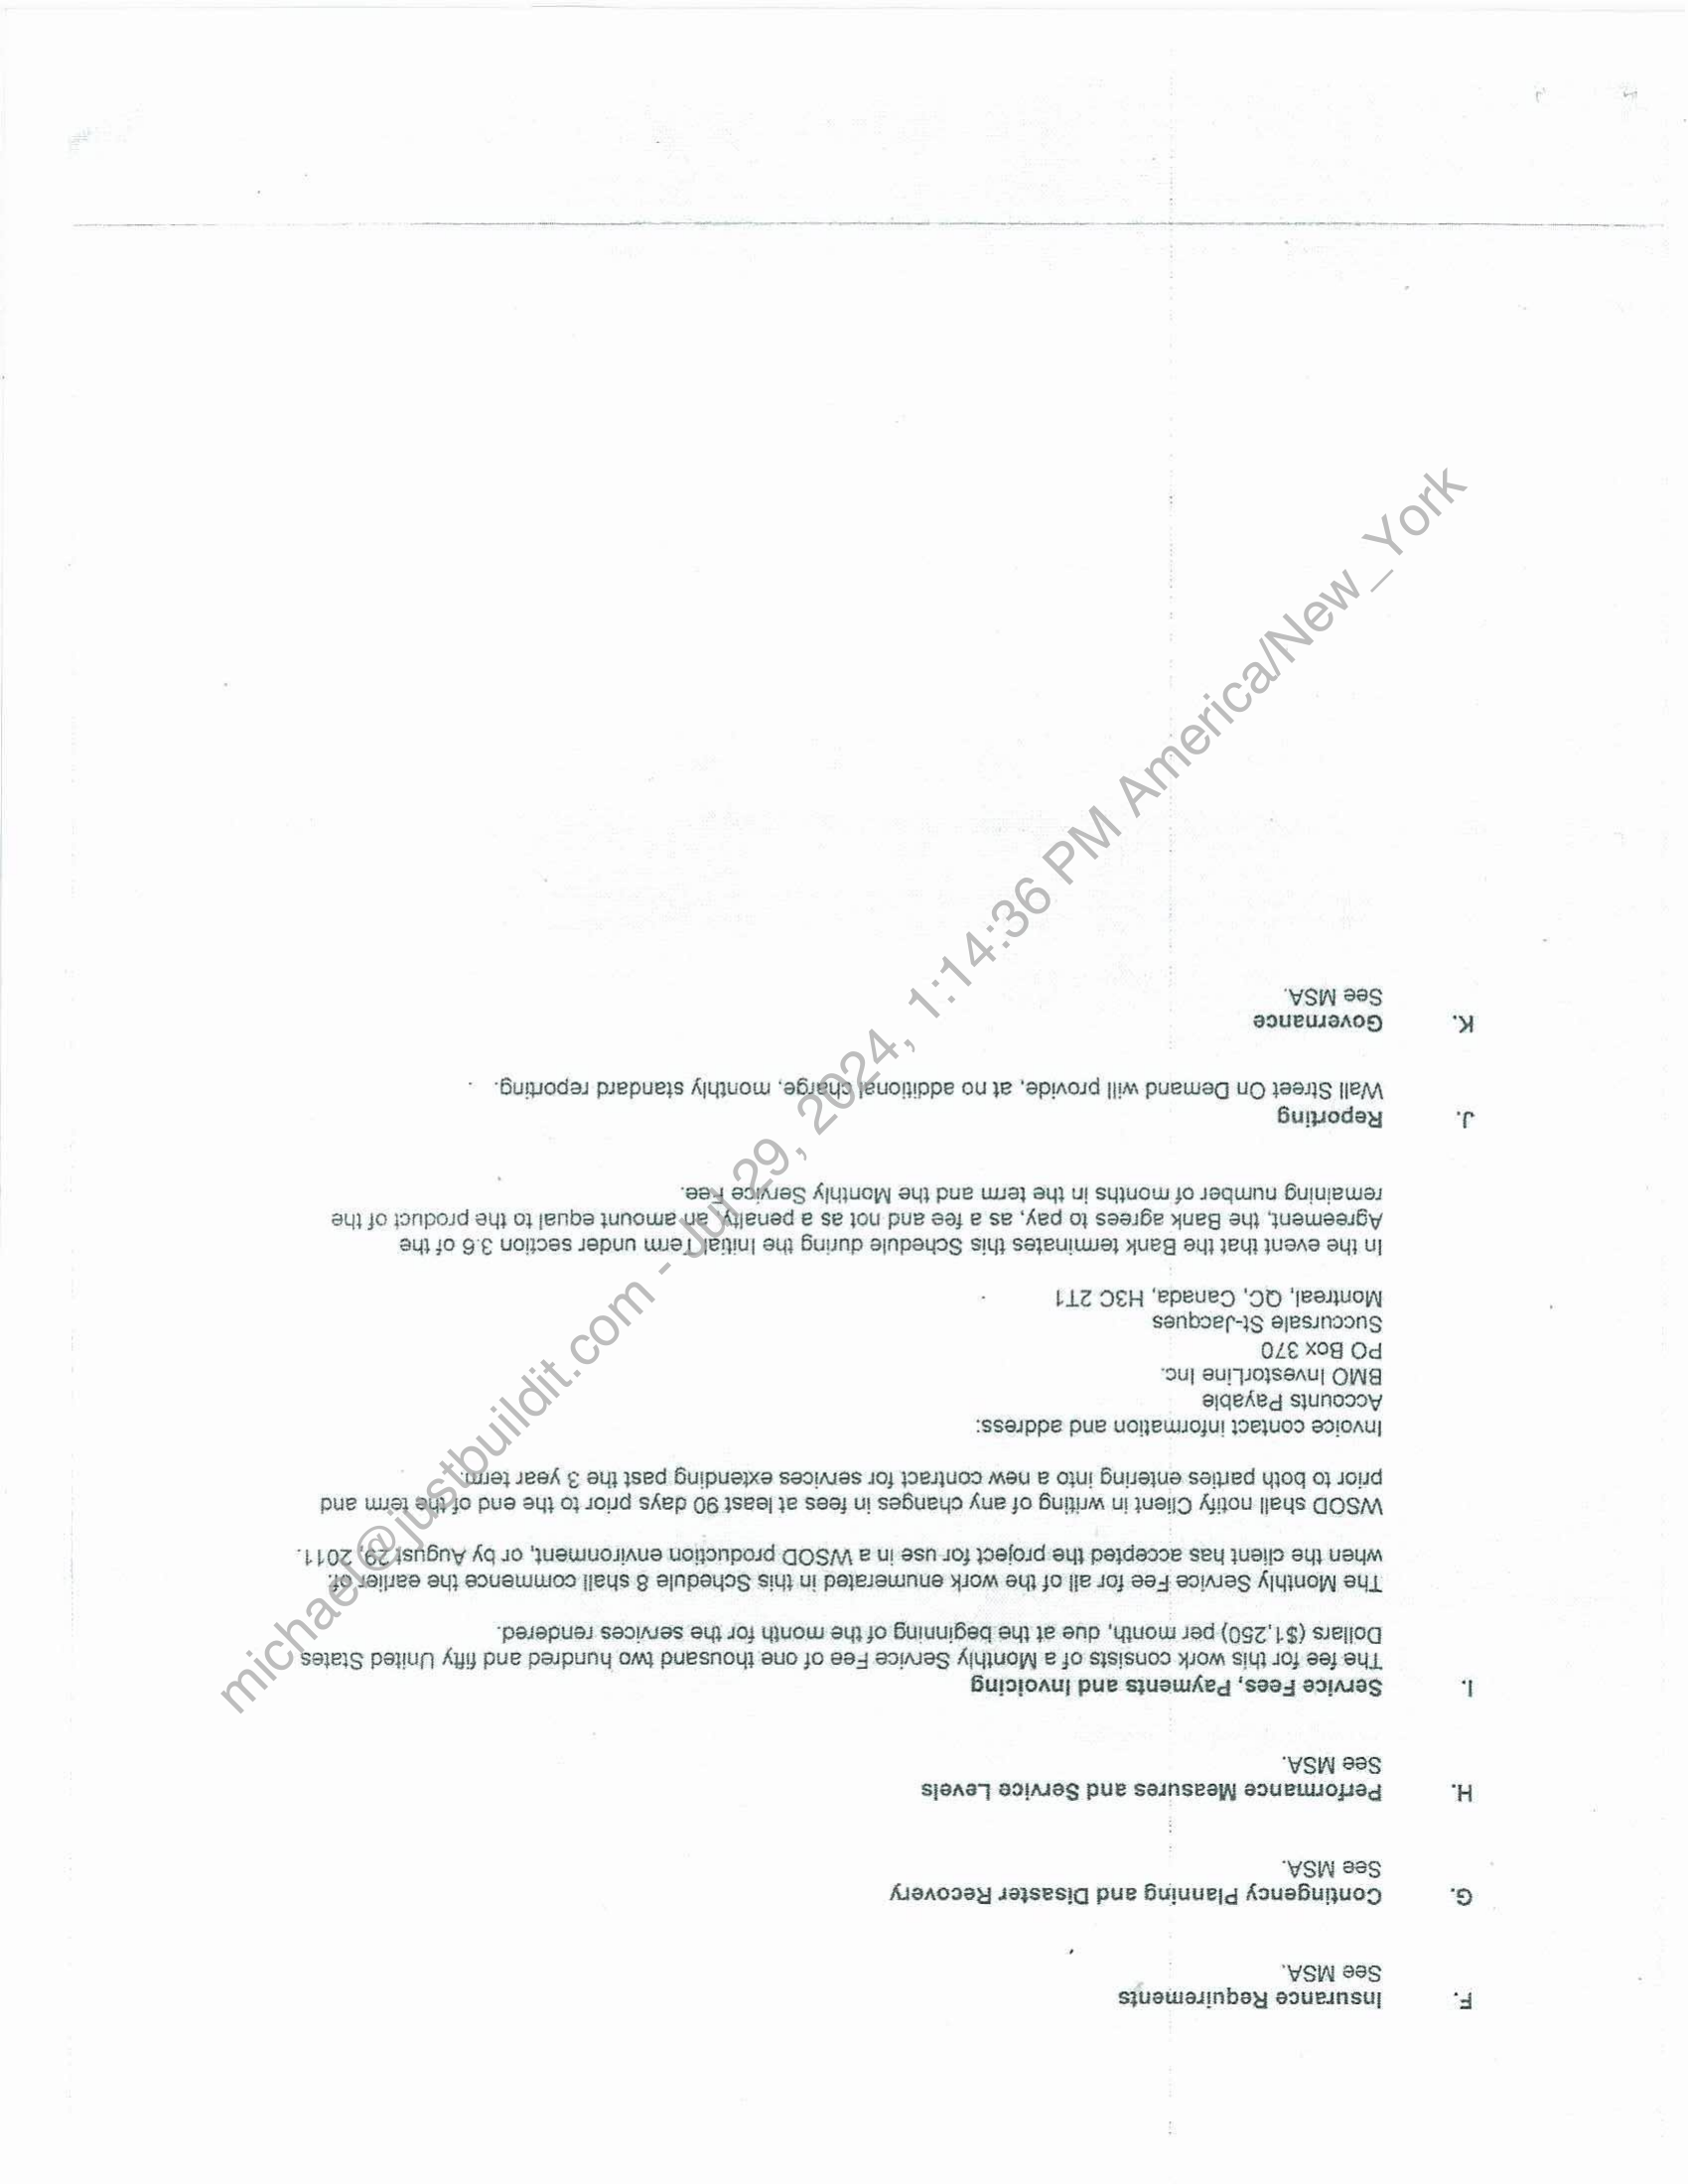 F. Insurance Requirements
See MSA.
G. Contingency Planning and Disaster Recovery
See MSA.
H. Performance Measures and Service Levels
See MSA.
I. Service Fees, Payments and Invoicing
The fee for this work consists of a Monthly Service Fee of one thousand two hundred and fifty United States
Dollars ($1,250) per month, due at the beginning of the month for the services rendered.
The Monthly Service Fee for all of the work enumerated in this Schedule 8 shall commence the earlier of:
when the client has accepted the project for use in a WSOD production environment, or by August 29, 2011.
WSOD shall notify Client in writing of any changes in fees at least 90 days prior to the end of the term and
prior to both parties entering into a new contract for services extending past the 3 year term.
Invoice contact information and address:
Accounts Payable
BMO InvestorLine Inc.
PO Box 370
Succursale St-Jacques
Montreal, QC, Canada, H3C 2T1
In the event that the Bank terminates this Schedule during the Initial Term under section 3.6 of the
Agreement, the Bank agrees to pay, as a fee and not as a penalty, an amount equal to the product of the
remaining number of months in the term and the Monthly Service Fee.
J. Reporting
Wall Street On Demand will provide, at no additional charge, monthly standard reporting.
K. Governance
See MSA.
michael@justbuildit.com - Jul 29, 2024, 1:14:36 PM America/New_York